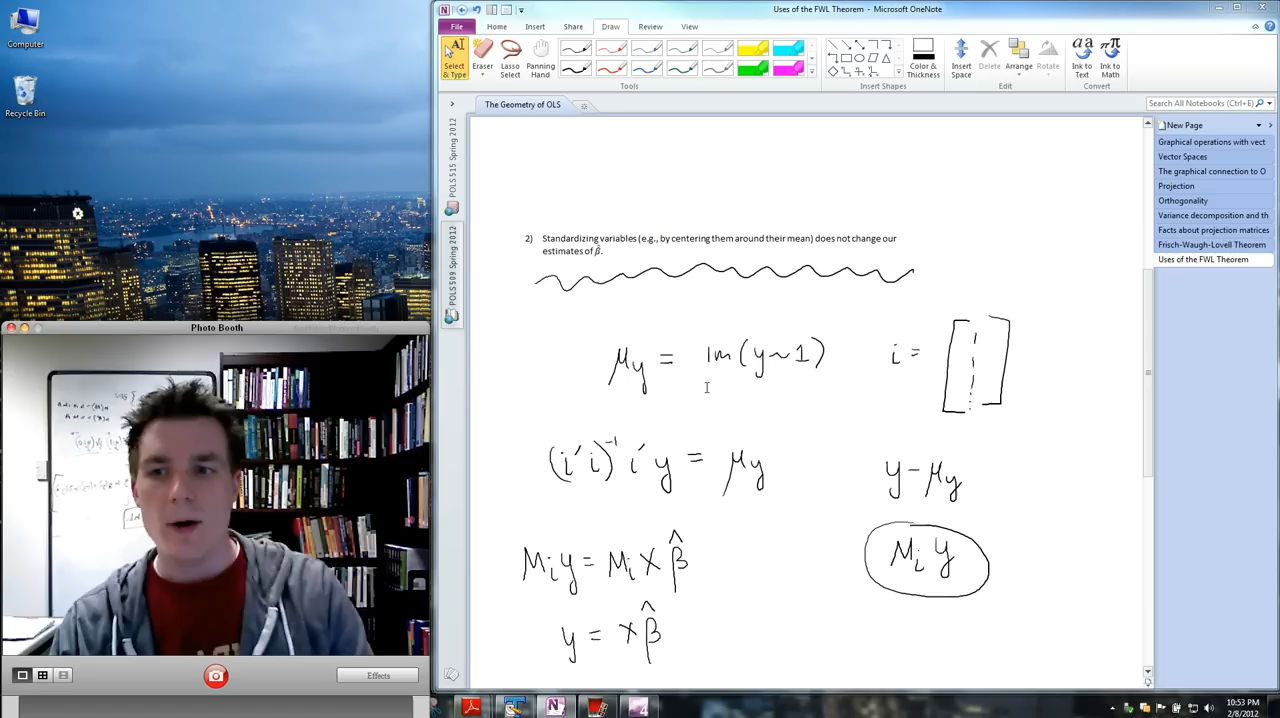 Computer
Recycle Bin
Uses of the FWL Theorem - Microsoft OneNote
File Home Insert Share Draw Review View
Select & Type
Eraser
Lasso Select
Panning Hand
Insert Space
Delete
Arrange
Rotate
Color & Thickness
Ink to Text
Ink to Math
Tools
Insert Shapes
Edit
Convert
The Geometry of OLS
Search All Notebooks (Ctrl+E)
POLS 515 Spring 2012
POLS 509 Spring 2012
New Page
Graphical operations with vect
Vector Spaces
The graphical connection to O
Projection
Orthogonality
Variance decomposition and th
Facts about projection matrices
Frisch-Waugh-Lovell Theorem
Uses of the FWL Theorem
2) Standardizing variables (e.g., by centering them around their mean) does not change our
estimates of β̂.
μy = lm(y~1)
i =
(i′i)⁻¹ i′y = μy
y - μy
Miy = MiXβ̂
Miy
y = Xβ̂
Photo Booth
Effects
10:53 PM
2/8/2012